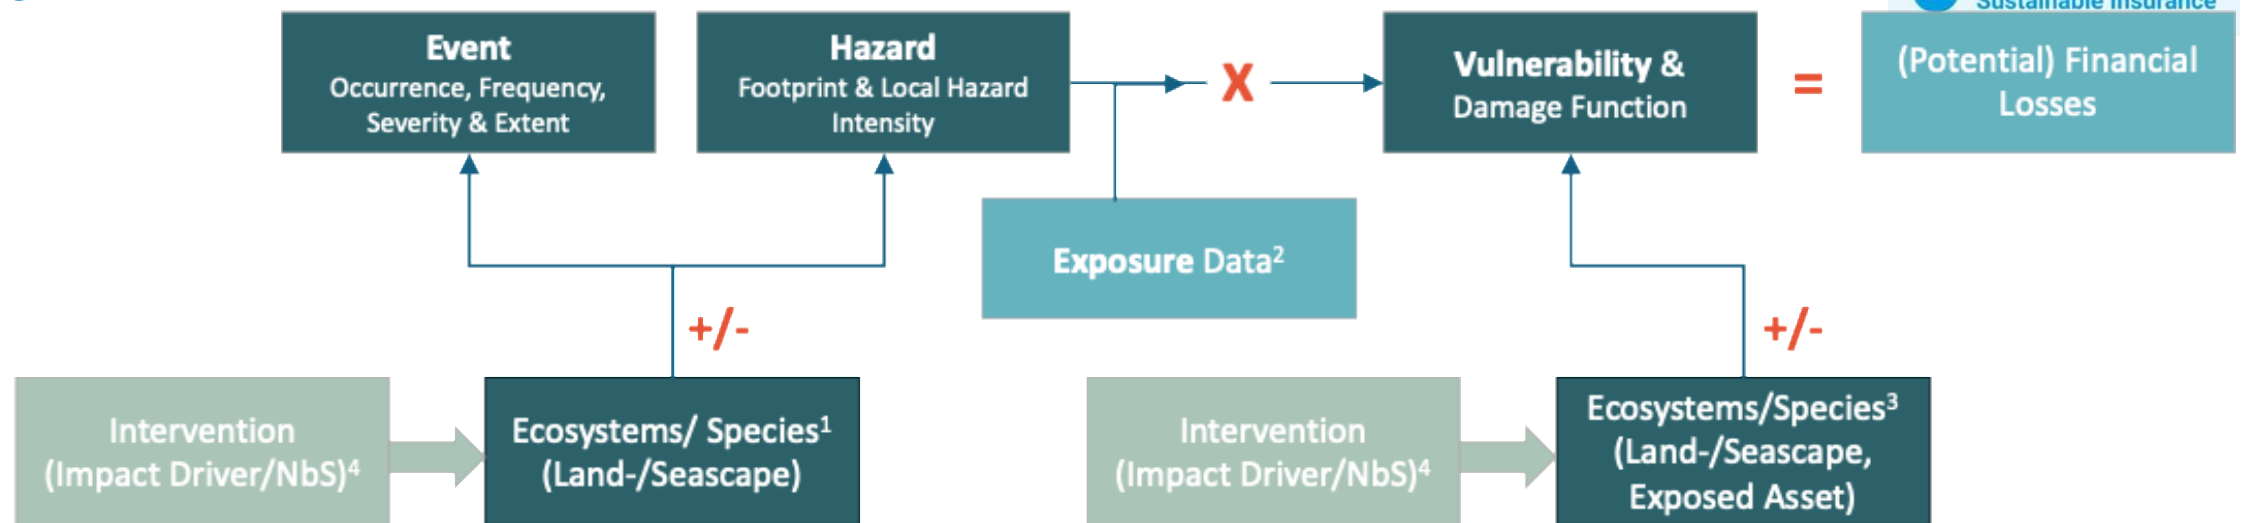 Sustainable Insurance
Event
Occurrence, Frequency,
Severity & Extent
Hazard
Footprint & Local Hazard
Intensity
X
Vulnerability &
Damage Function
=
(Potential) Financial
Losses
Exposure Data²
+/-
+/-
Intervention
(Impact Driver/NbS)⁴
Ecosystems/ Species¹
(Land-/Seascape)
Intervention
(Impact Driver/NbS)⁴
Ecosystems/Species³
(Land-/Seascape,
Exposed Asset)